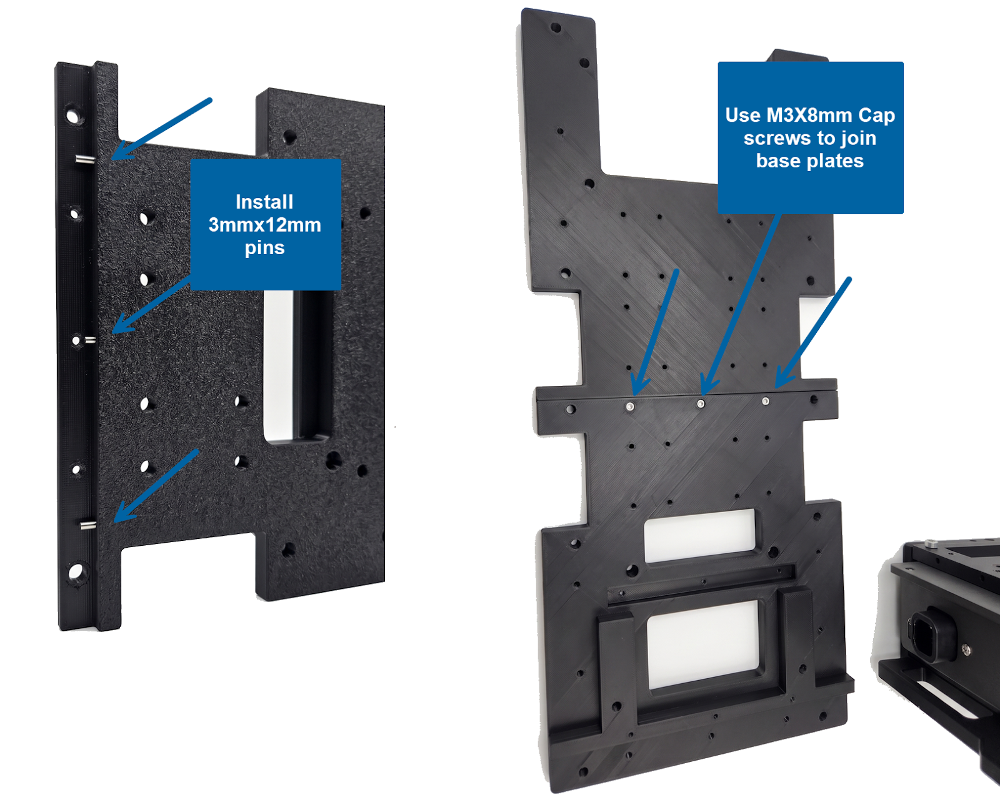 Install
3mmx12mm
pins
Use M3X8mm Cap
screws to join
base plates